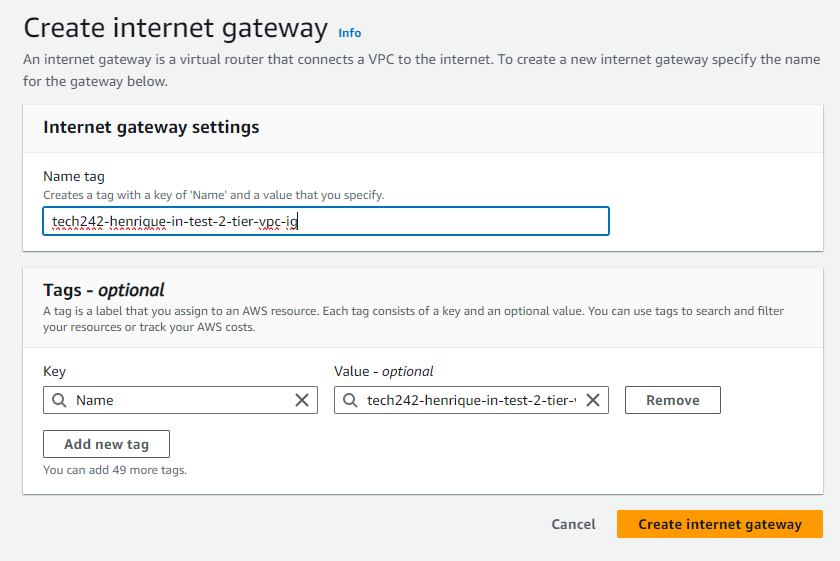 Create internet gateway Info
An internet gateway is a virtual router that connects a VPC to the internet. To create a new internet gateway specify the name
for the gateway below.
Internet gateway settings
Name tag
Creates a tag with a key of 'Name' and a value that you specify.
tech242-henrique-in-test-2-tier-vpc-ig
Tags - optional
A tag is a label that you assign to an AWS resource. Each tag consists of a key and an optional value. You can use tags to search and filter
your resources or track your AWS costs.
Key Value - optional
Name tech242-henrique-in-test-2-tier-v Remove
Add new tag
You can add 49 more tags.
Cancel Create internet gateway